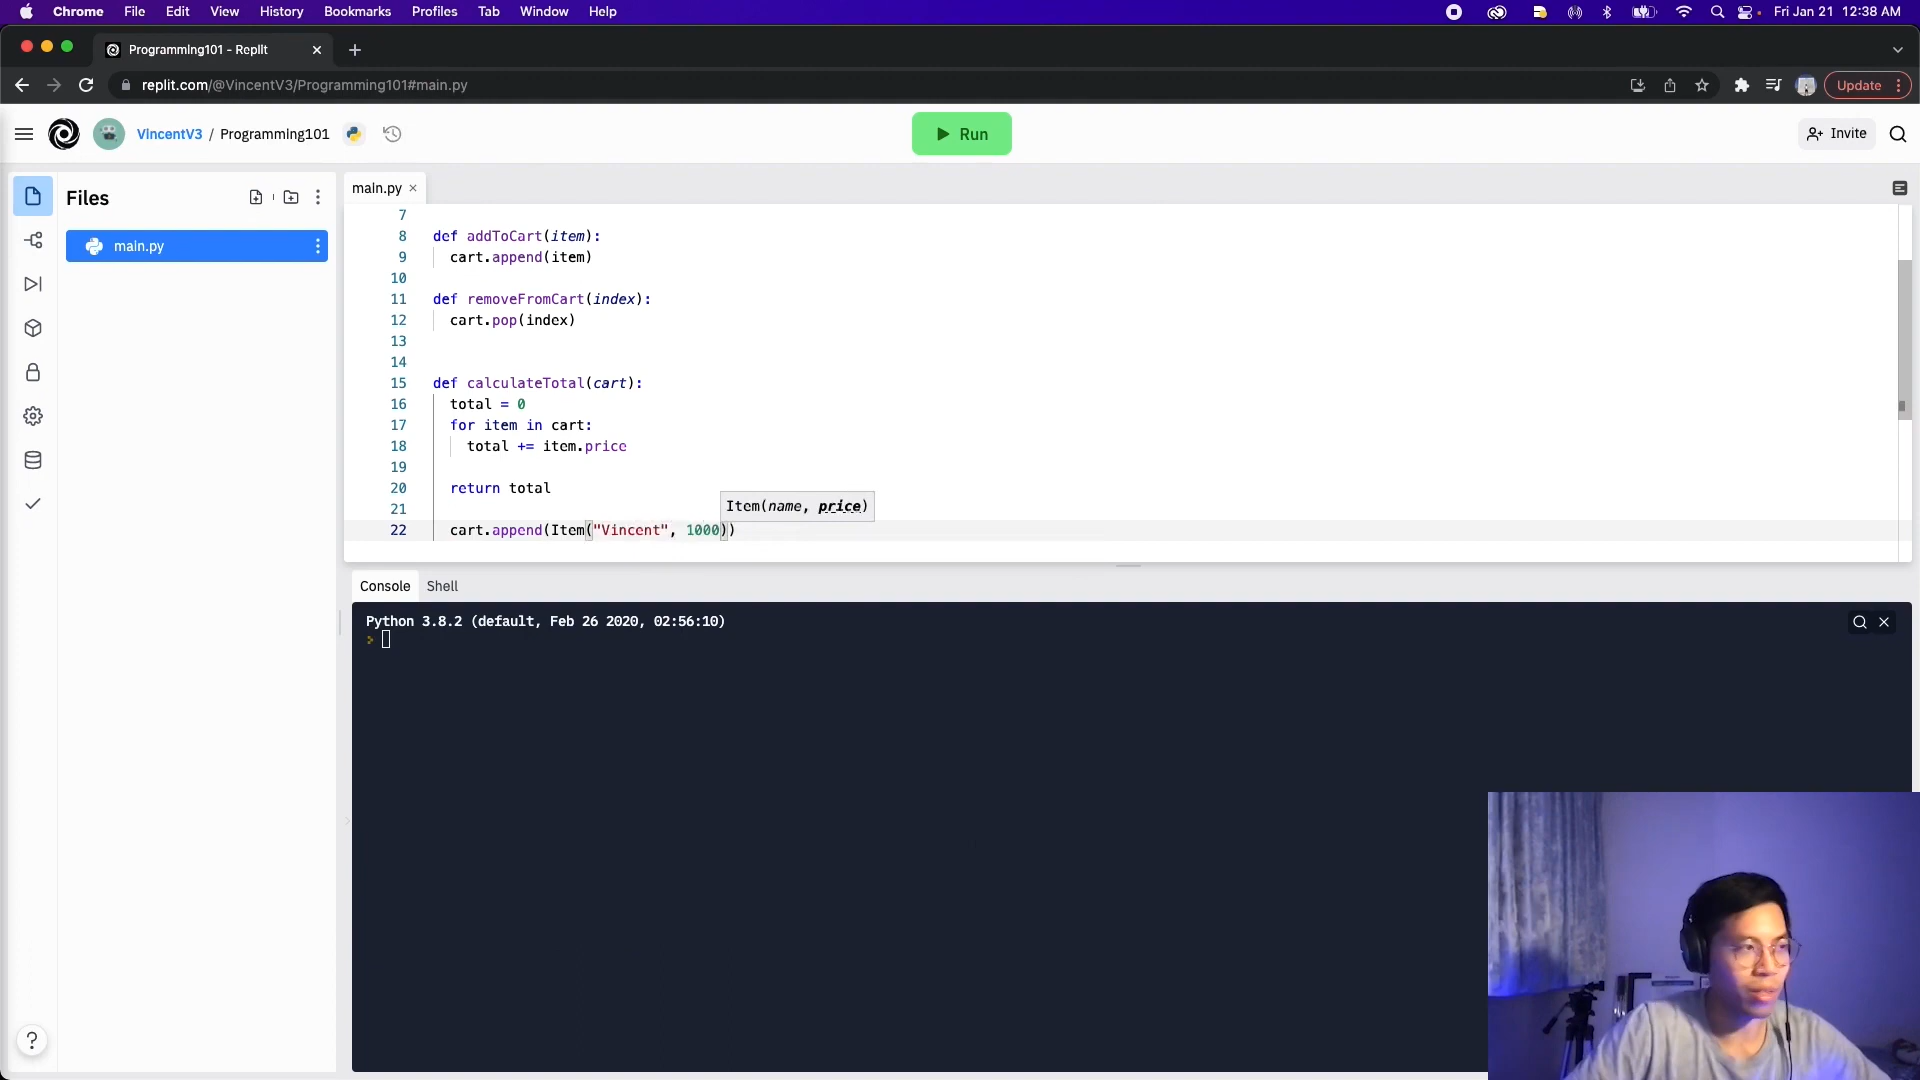 Chrome File Edit View History Bookmarks Profiles Tab Window Help Fri Jan 21 12:38 AM
Programming101 - Replit
replit.com/@VincentV3/Programming101#main.py Update
VincentV3 / Programming101 Run Invite
Files
main.py
main.py
7
8 def addToCart(item):
9 cart.append(item)
10
11 def removeFromCart(index):
12 cart.pop(index)
13
14
15 def calculateTotal(cart):
16 total = 0
17 for item in cart:
18 total += item.price
19
20 return total
Item(name, price)
21
22 cart.append(Item("Vincent", 1000))
Console Shell
Python 3.8.2 (default, Feb 26 2020, 02:56:10)
>
?